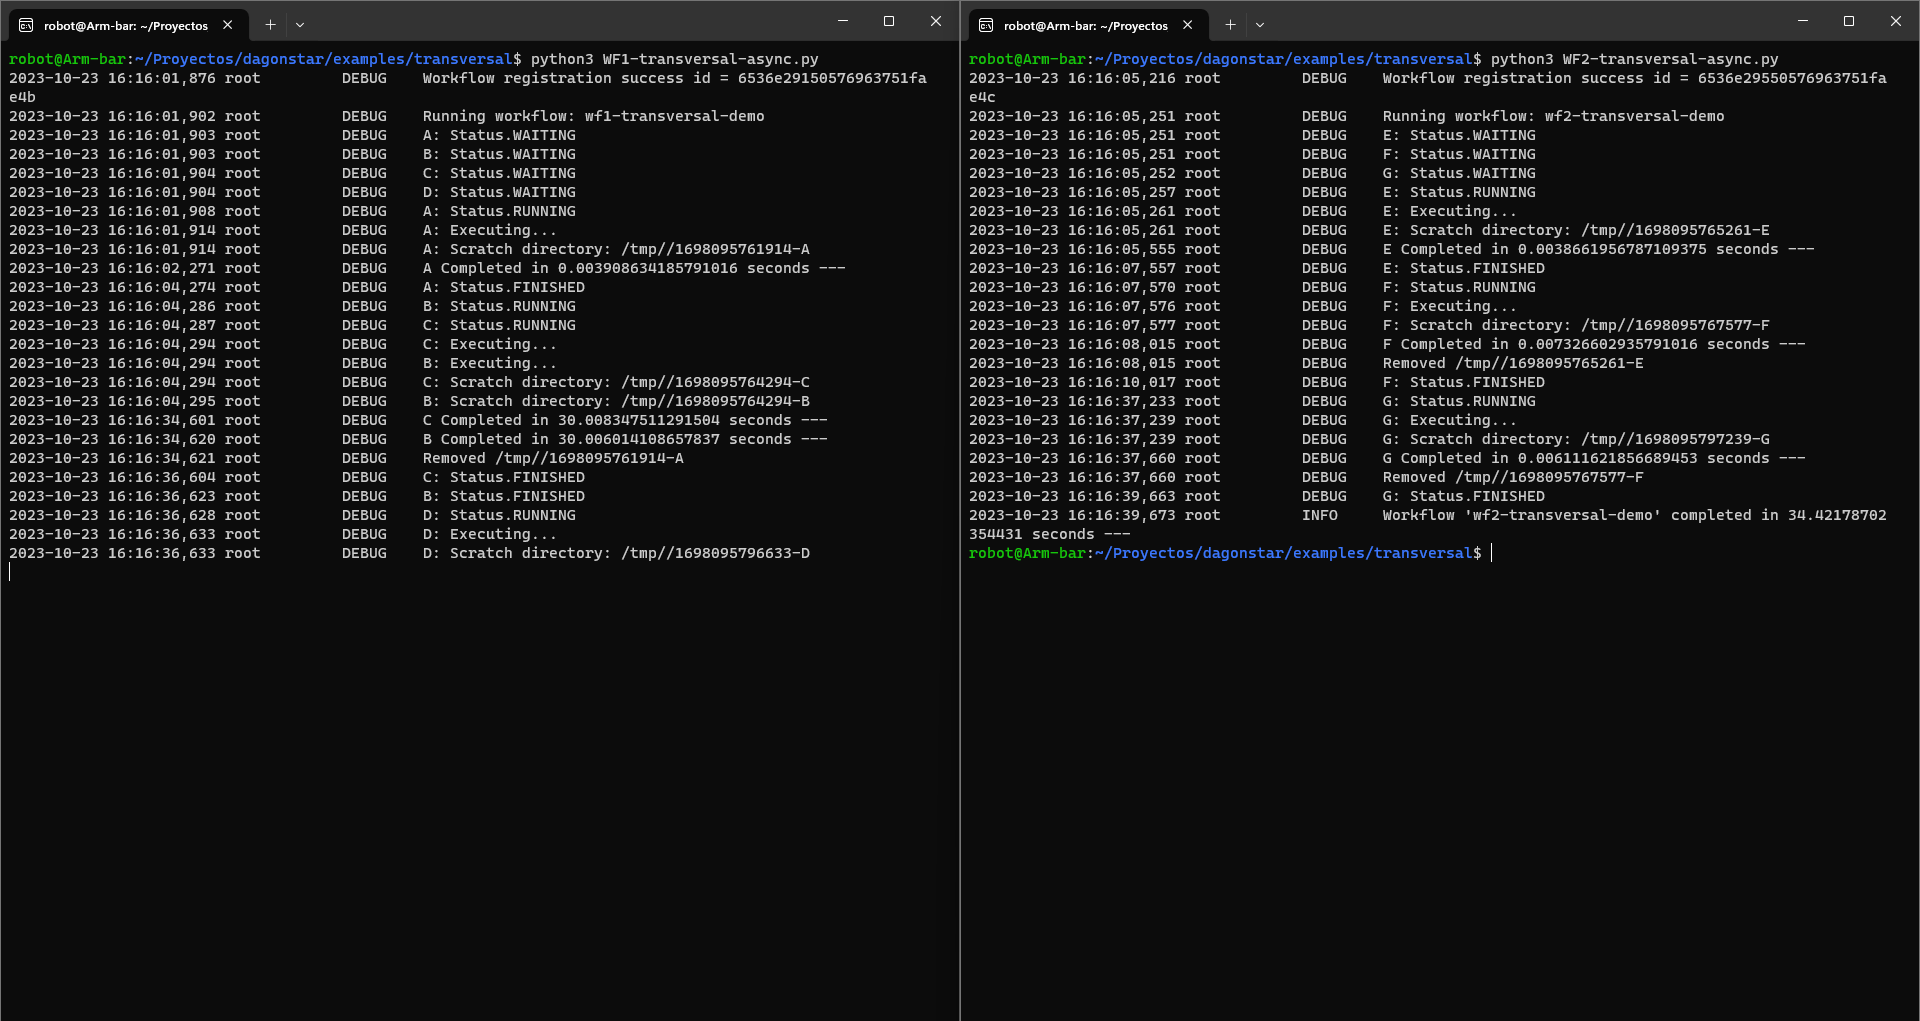 robot@Arm-bar: ~/Proyectos
robot@Arm-bar:~/Proyectos/dagonstar/examples/transversal$ python3 WF1-transversal-async.py
2023-10-23 16:16:01,876 root         DEBUG    Workflow registration success id = 6536e29150576963751fa
e4b
2023-10-23 16:16:01,902 root         DEBUG    Running workflow: wf1-transversal-demo
2023-10-23 16:16:01,903 root         DEBUG    A: Status.WAITING
2023-10-23 16:16:01,903 root         DEBUG    B: Status.WAITING
2023-10-23 16:16:01,904 root         DEBUG    C: Status.WAITING
2023-10-23 16:16:01,904 root         DEBUG    D: Status.WAITING
2023-10-23 16:16:01,908 root         DEBUG    A: Status.RUNNING
2023-10-23 16:16:01,914 root         DEBUG    A: Executing...
2023-10-23 16:16:01,914 root         DEBUG    A: Scratch directory: /tmp//1698095761914-A
2023-10-23 16:16:02,271 root         DEBUG    A Completed in 0.003908634185791016 seconds ---
2023-10-23 16:16:04,274 root         DEBUG    A: Status.FINISHED
2023-10-23 16:16:04,286 root         DEBUG    B: Status.RUNNING
2023-10-23 16:16:04,287 root         DEBUG    C: Status.RUNNING
2023-10-23 16:16:04,294 root         DEBUG    C: Executing...
2023-10-23 16:16:04,294 root         DEBUG    B: Executing...
2023-10-23 16:16:04,294 root         DEBUG    C: Scratch directory: /tmp//1698095764294-C
2023-10-23 16:16:04,295 root         DEBUG    B: Scratch directory: /tmp//1698095764294-B
2023-10-23 16:16:34,601 root         DEBUG    C Completed in 30.008347511291504 seconds ---
2023-10-23 16:16:34,620 root         DEBUG    B Completed in 30.006014108657837 seconds ---
2023-10-23 16:16:34,621 root         DEBUG    Removed /tmp//1698095761914-A
2023-10-23 16:16:36,604 root         DEBUG    C: Status.FINISHED
2023-10-23 16:16:36,623 root         DEBUG    B: Status.FINISHED
2023-10-23 16:16:36,628 root         DEBUG    D: Status.RUNNING
2023-10-23 16:16:36,633 root         DEBUG    D: Executing...
2023-10-23 16:16:36,633 root         DEBUG    D: Scratch directory: /tmp//1698095796633-D
robot@Arm-bar: ~/Proyectos
robot@Arm-bar:~/Proyectos/dagonstar/examples/transversal$ python3 WF2-transversal-async.py
2023-10-23 16:16:05,216 root         DEBUG    Workflow registration success id = 6536e29550576963751fa
e4c
2023-10-23 16:16:05,251 root         DEBUG    Running workflow: wf2-transversal-demo
2023-10-23 16:16:05,251 root         DEBUG    E: Status.WAITING
2023-10-23 16:16:05,251 root         DEBUG    F: Status.WAITING
2023-10-23 16:16:05,252 root         DEBUG    G: Status.WAITING
2023-10-23 16:16:05,257 root         DEBUG    E: Status.RUNNING
2023-10-23 16:16:05,261 root         DEBUG    E: Executing...
2023-10-23 16:16:05,261 root         DEBUG    E: Scratch directory: /tmp//1698095765261-E
2023-10-23 16:16:05,555 root         DEBUG    E Completed in 0.0038661956787109375 seconds ---
2023-10-23 16:16:07,557 root         DEBUG    E: Status.FINISHED
2023-10-23 16:16:07,570 root         DEBUG    F: Status.RUNNING
2023-10-23 16:16:07,576 root         DEBUG    F: Executing...
2023-10-23 16:16:07,577 root         DEBUG    F: Scratch directory: /tmp//1698095767577-F
2023-10-23 16:16:08,015 root         DEBUG    F Completed in 0.007326602935791016 seconds ---
2023-10-23 16:16:08,015 root         DEBUG    Removed /tmp//1698095765261-E
2023-10-23 16:16:10,017 root         DEBUG    F: Status.FINISHED
2023-10-23 16:16:37,233 root         DEBUG    G: Status.RUNNING
2023-10-23 16:16:37,239 root         DEBUG    G: Executing...
2023-10-23 16:16:37,239 root         DEBUG    G: Scratch directory: /tmp//1698095797239-G
2023-10-23 16:16:37,660 root         DEBUG    G Completed in 0.006111621856689453 seconds ---
2023-10-23 16:16:37,660 root         DEBUG    Removed /tmp//1698095767577-F
2023-10-23 16:16:39,663 root         DEBUG    G: Status.FINISHED
2023-10-23 16:16:39,673 root         INFO     Workflow 'wf2-transversal-demo' completed in 34.42178702
354431 seconds ---
robot@Arm-bar:~/Proyectos/dagonstar/examples/transversal$